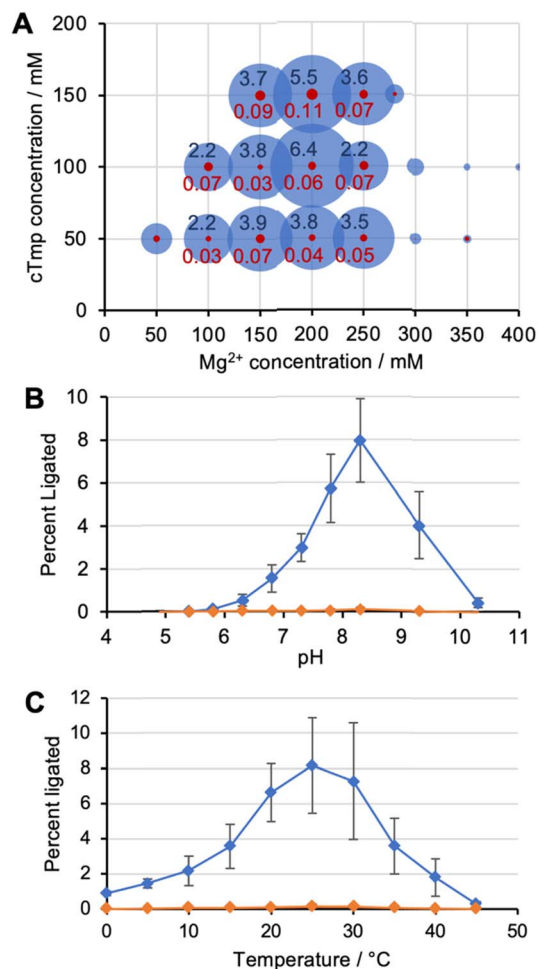 A
cTmp concentration / mM
200
150
100
50
0
3.7 5.5 3.6
0.09 0.11 0.07
2.2 3.8 6.4 2.2
0.07 0.03 0.06 0.07
2.2 3.9 3.8 3.5
0.03 0.07 0.04 0.05
0 50 100 150 200 250 300 350 400
Mg²⁺ concentration / mM
B
Percent Ligated
10
8
6
4
2
0
4 5 6 7 8 9 10 11
pH
C
Percent ligated
12
10
8
6
4
2
0
0 10 20 30 40 50
Temperature / °C